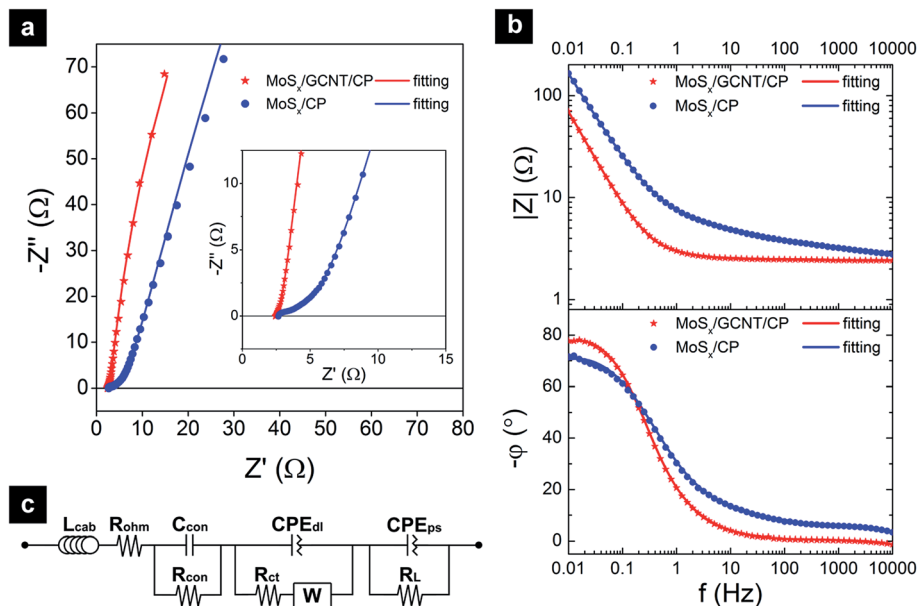 a
-Z'' (Ω)
70
60
50
40
30
20
10
0
MoSx/GCNT/CP fitting
MoSx/CP fitting
-Z'' (Ω)
10
5
0
0 5 10 15
Z' (Ω)
0 10 20 30 40 50 60 70 80
Z' (Ω)
b
0.01 0.1 1 10 100 1000 10000
|Z| (Ω)
100
10
1
MoSx/GCNT/CP fitting
MoSx/CP fitting
-φ (°)
80
60
40
20
0
MoSx/GCNT/CP fitting
MoSx/CP fitting
0.01 0.1 1 10 100 1000 10000
f (Hz)
c
Lcab Rohm Ccon CPEdl CPEps
Rcon Rct W RL